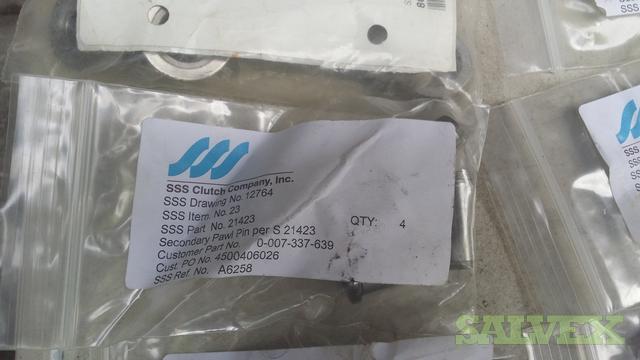 SSS
SSS Clutch Company, Inc.
SSS Drawing No. 12764
SSS Item No. 23
SSS Part No. 21423 QTY: 4
Secondary Pawl Pin per S 21423
Customer Part No. 0-007-337-639
Cust. PO No. 4500406026
SSS Ref No. A6258
SSS
SALVEX